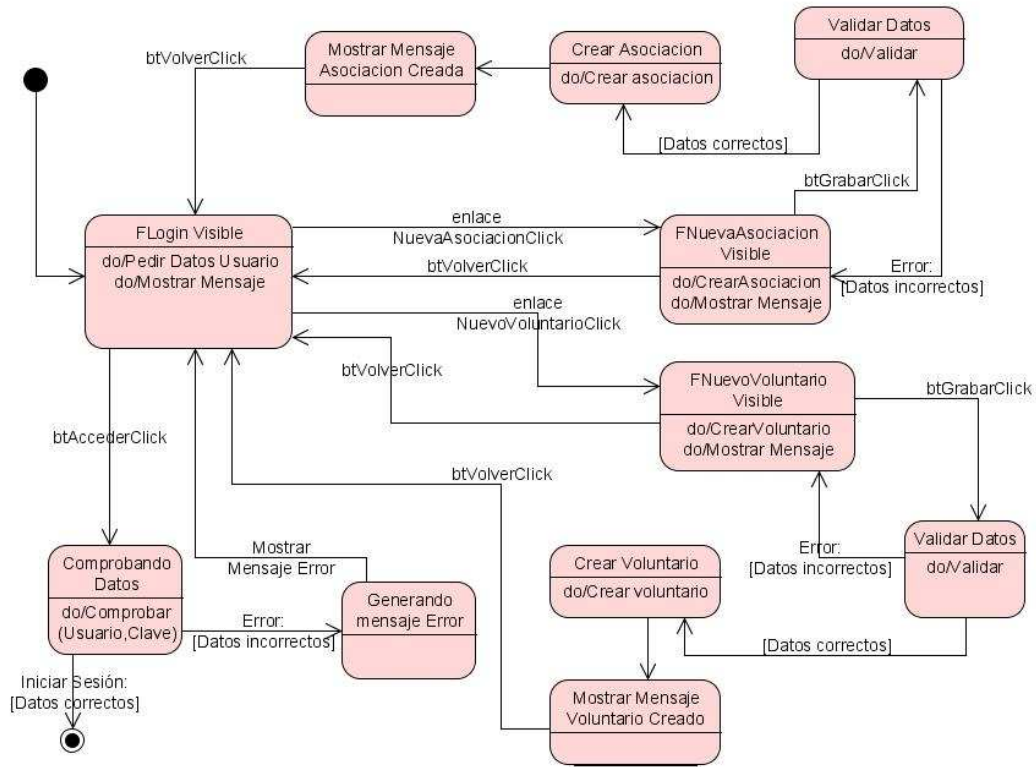 Mostrar Mensaje
Asociacion Creada
Crear Asociacion
do/Crear asociacion
Validar Datos
do/Validar
btVolverClick
[Datos correctos]
btGrabarClick
FLogin Visible
do/Pedir Datos Usuario
do/Mostrar Mensaje
enlace
NuevaAsociacionClick
btVolverClick
FNuevaAsociacion
Visible
do/CrearAsociacion
do/Mostrar Mensaje
Error:
[Datos incorrectos]
enlace
NuevoVoluntarioClick
btVolverClick
FNuevoVoluntario
Visible
do/CrearVoluntario
do/Mostrar Mensaje
btGrabarClick
btAccederClick
btVolverClick
Comprobando
Datos
do/Comprobar
(Usuario,Clave)
Mostrar
Mensaje Error
Generando
mensaje Error
Error:
[Datos incorrectos]
Crear Voluntario
do/Crear voluntario
Error:
[Datos incorrectos]
Validar Datos
do/Validar
[Datos correctos]
Iniciar Sesión:
[Datos correctos]
Mostrar Mensaje
Voluntario Creado